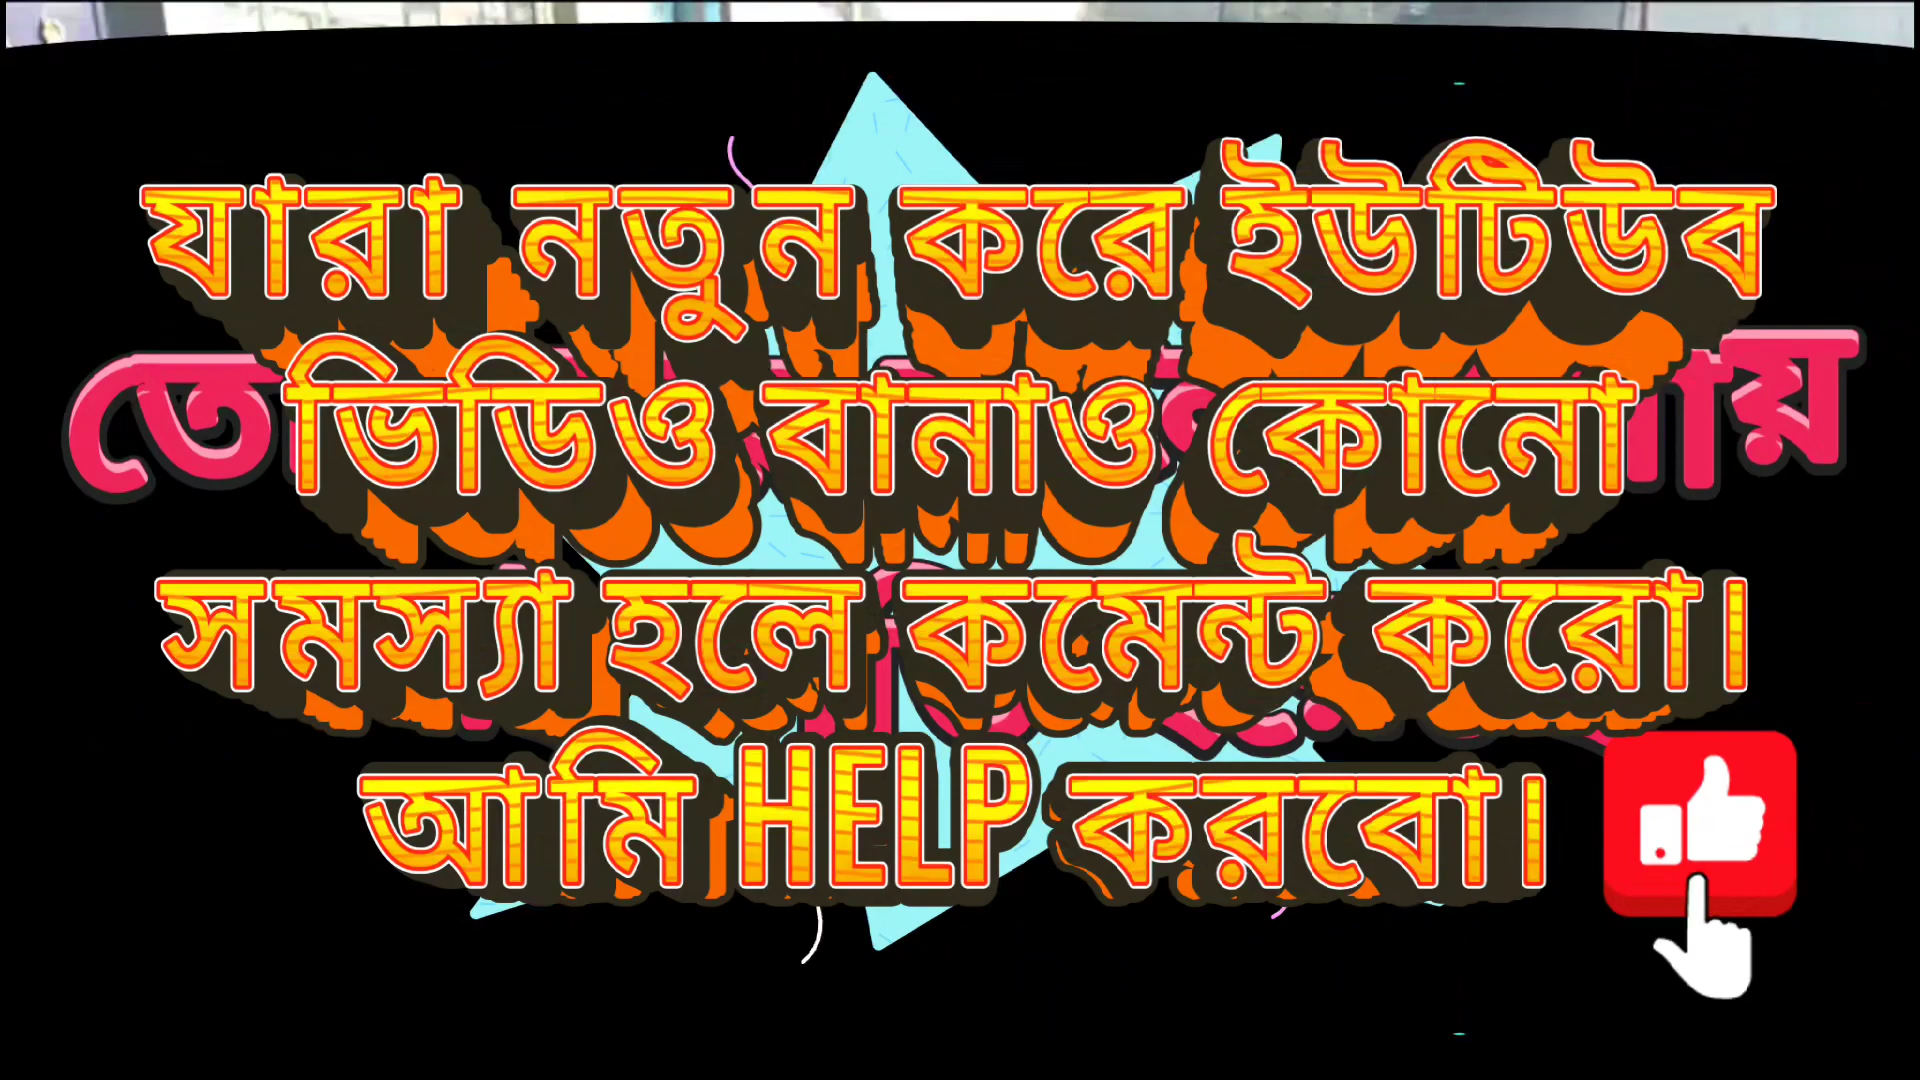 যারা নতুন করে ইউটিউব
ভিডিও বানাও কোনো
সমস্যা হলে কমেন্ট করো।
আমি HELP করবো।